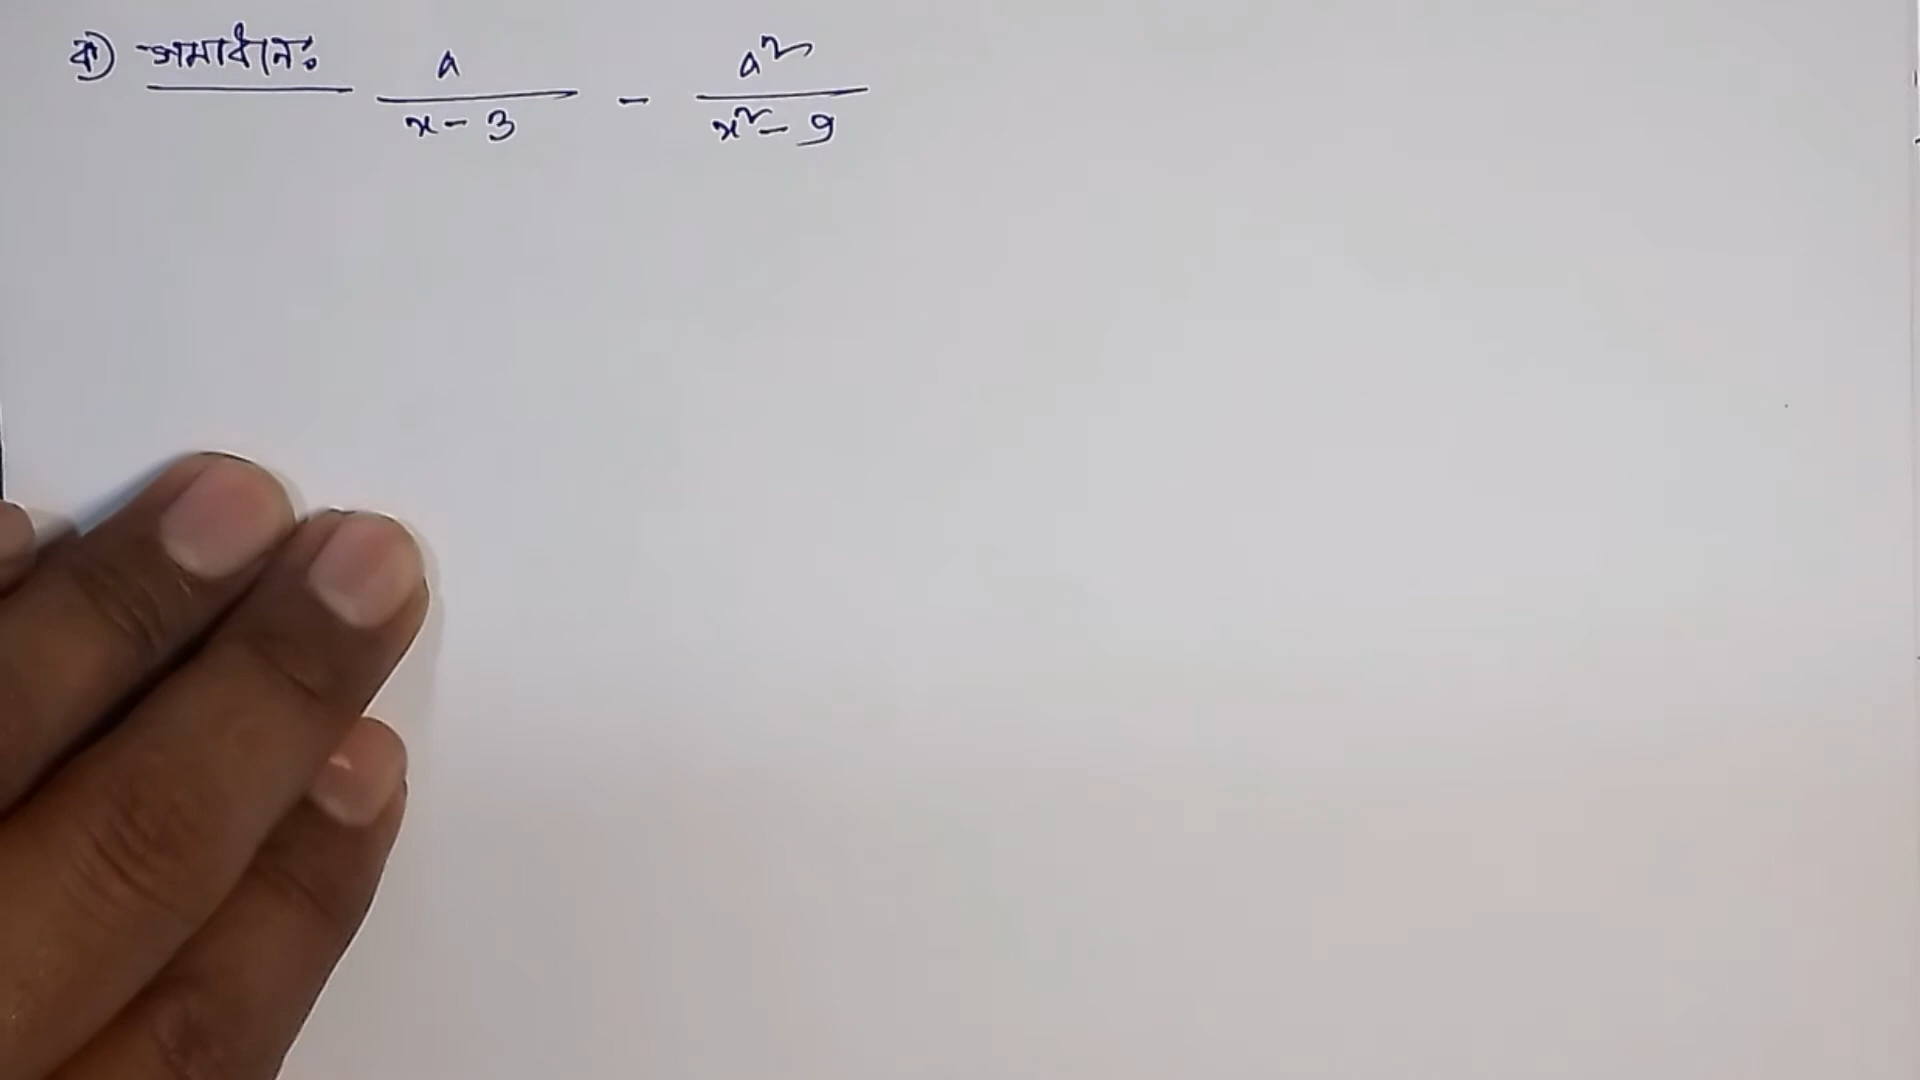 ক) সমাধানঃ a/(x - 3) - a²/(x² - 9)